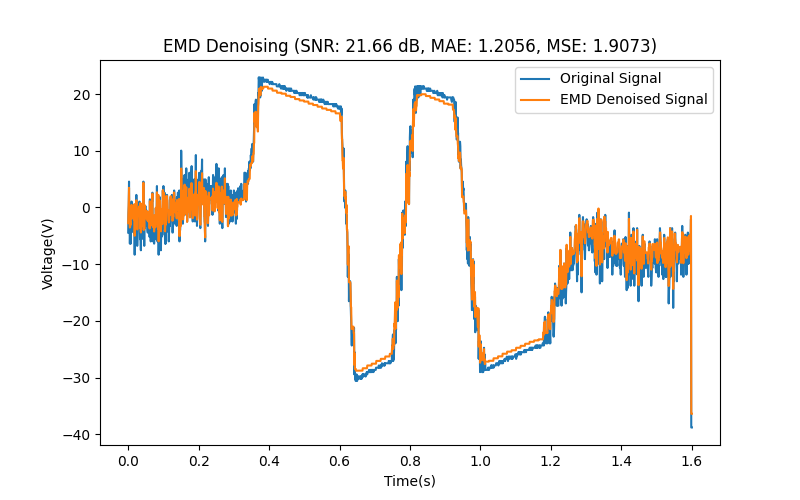 EMD Denoising (SNR: 21.66 dB, MAE: 1.2056, MSE: 1.9073)
Original Signal
EMD Denoised Signal
20
10
0
−10
−20
−30
−40
Voltage(V)
0.0 0.2 0.4 0.6 0.8 1.0 1.2 1.4 1.6
Time(s)